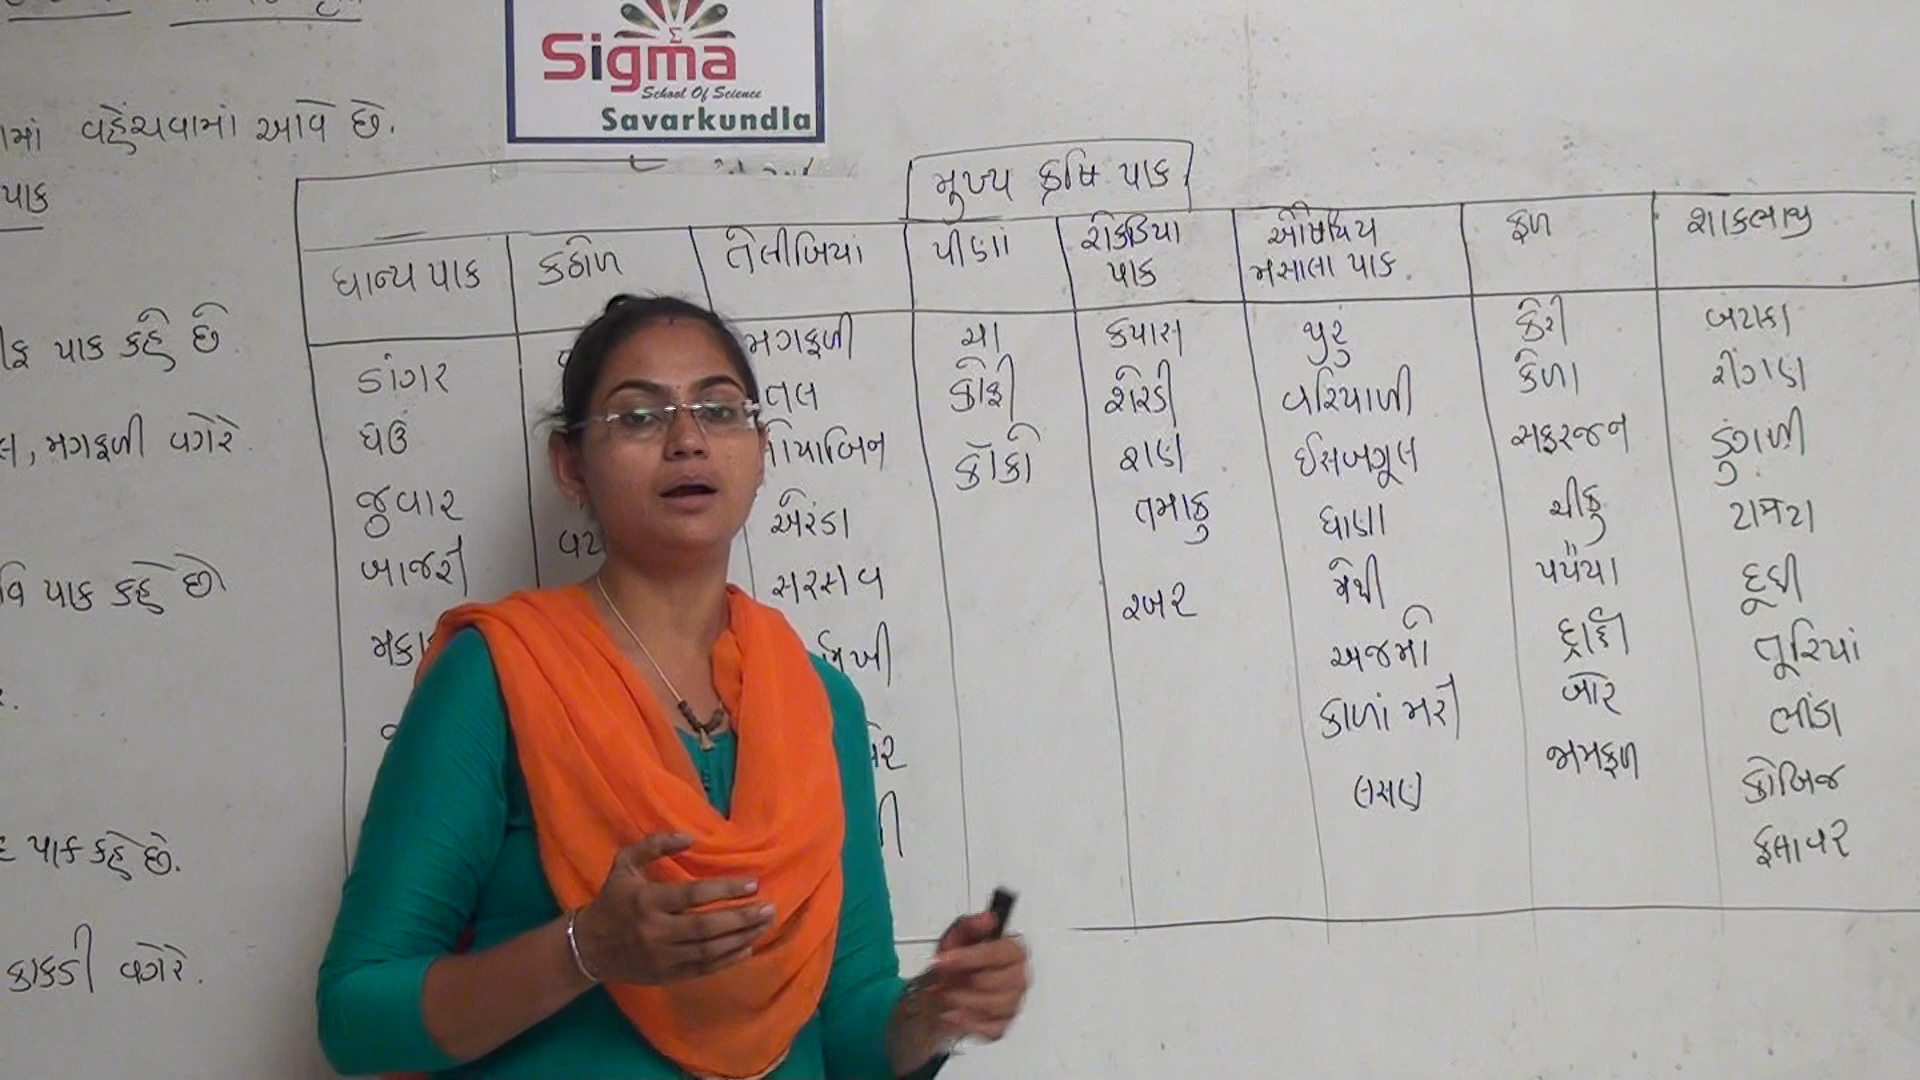 Sigma
School Of Science
Savarkundla
વહેંચવામાં આવે છે.
પાક
પાક કહે છે
મગફળી વગેરે
પાક કહે છે
પાક કહે છે.
કાકડી વગેરે.
મુખ્ય કૃષિ પાક
ધાન્ય પાક
ડાંગર
ઘઉં
જુવાર
બાજરો
કઠોળ
તેલીબિયાં
મગફળી
તલ
એરંડા
સરસવ
પીણાં
ચા
કોફી
કોકો
રોકડિયા
પાક
કપાસ
શેરડી
શણ
તમાકુ
રબર
ઔષધિય
મસાલા પાક
જીરું
વરિયાળી
ઈસબગૂલ
ધાણા
મેથી
અજમો
કાળાં મરી
લસણ
ફળ
કેરી
કેળા
સફરજન
ચીકુ
પપૈયા
દ્રાક્ષ
બોર
જામફળ
શાકભાજી
બટાકા
રીંગણ
ડુંગળી
ટામેટા
દૂધી
તૂરિયાં
ભીંડા
કોબિજ
ફલાવર